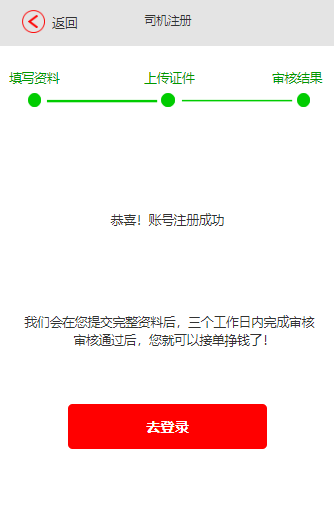 返回
司机注册
填写资料
上传证件
审核结果
恭喜！账号注册成功
我们会在您提交完整资料后，三个工作日内完成审核
审核通过后，您就可以接单挣钱了！
去登录